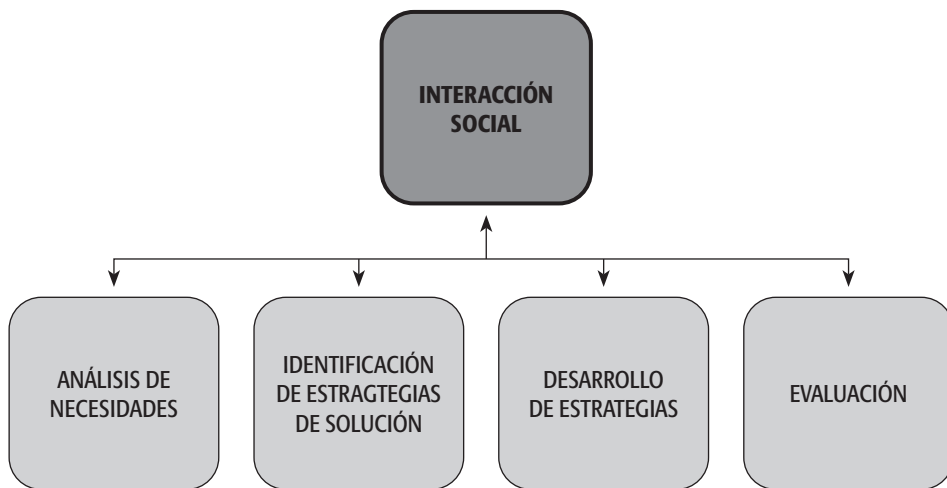 INTERACCIÓN
SOCIAL
ANÁLISIS DE
NECESIDADES
IDENTIFICACIÓN
DE ESTRAGTEGIAS
DE SOLUCIÓN
DESARROLLO
DE ESTRATEGIAS
EVALUACIÓN